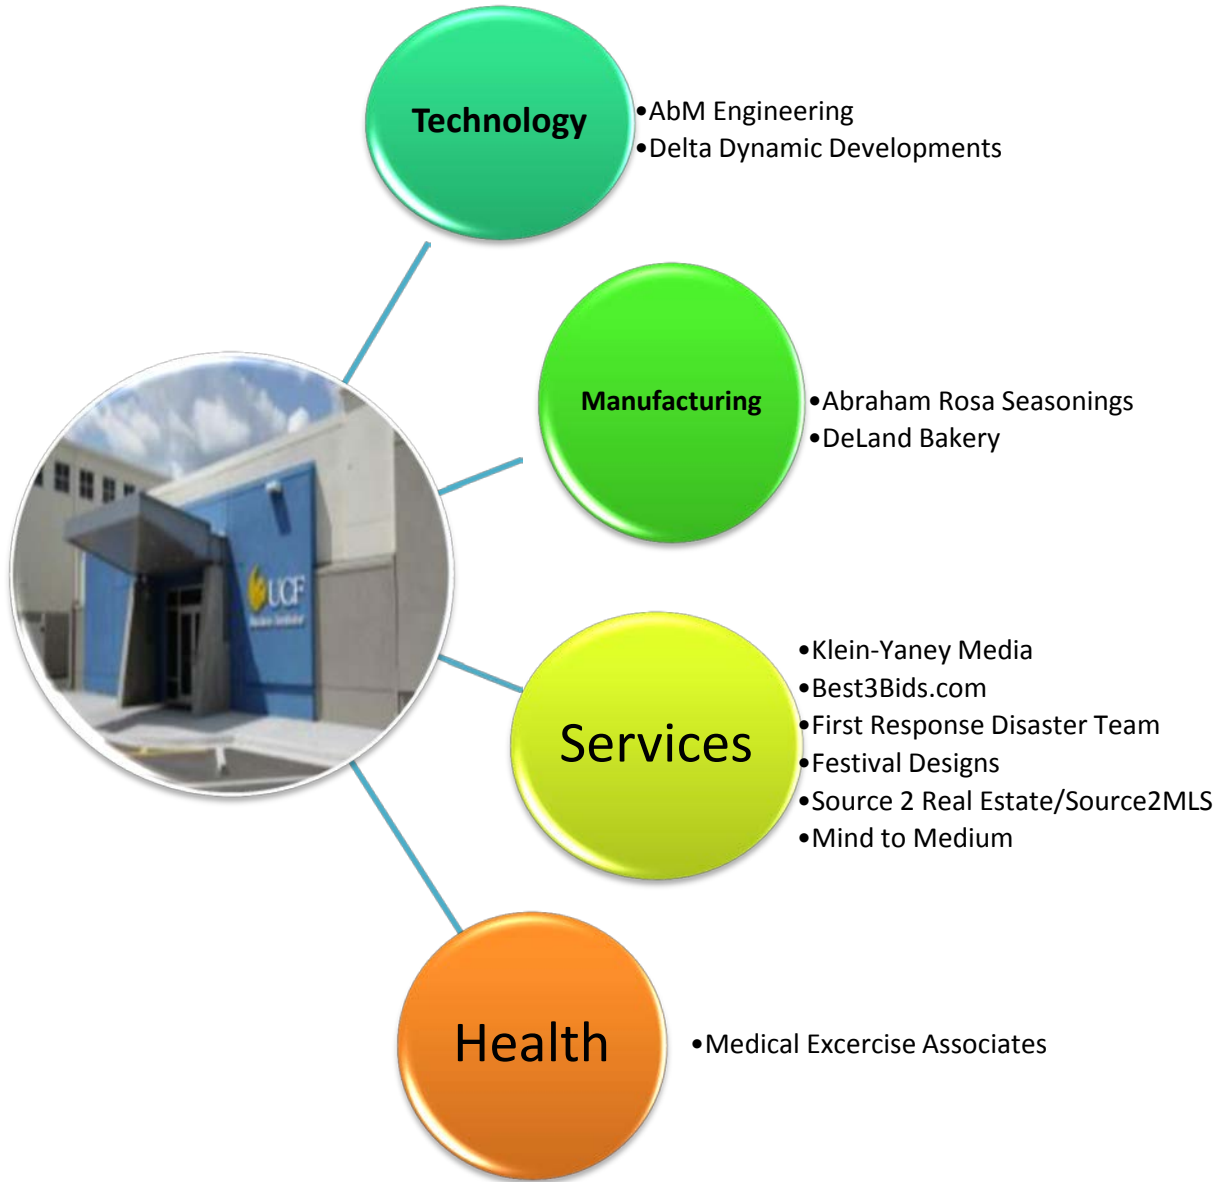 Technology
•AbM Engineering
•Delta Dynamic Developments
Manufacturing
•Abraham Rosa Seasonings
•DeLand Bakery
UCF
Services
•Klein-Yaney Media
•Best3Bids.com
•First Response Disaster Team
•Festival Designs
•Source 2 Real Estate/Source2MLS
•Mind to Medium
Health
•Medical Excercise Associates